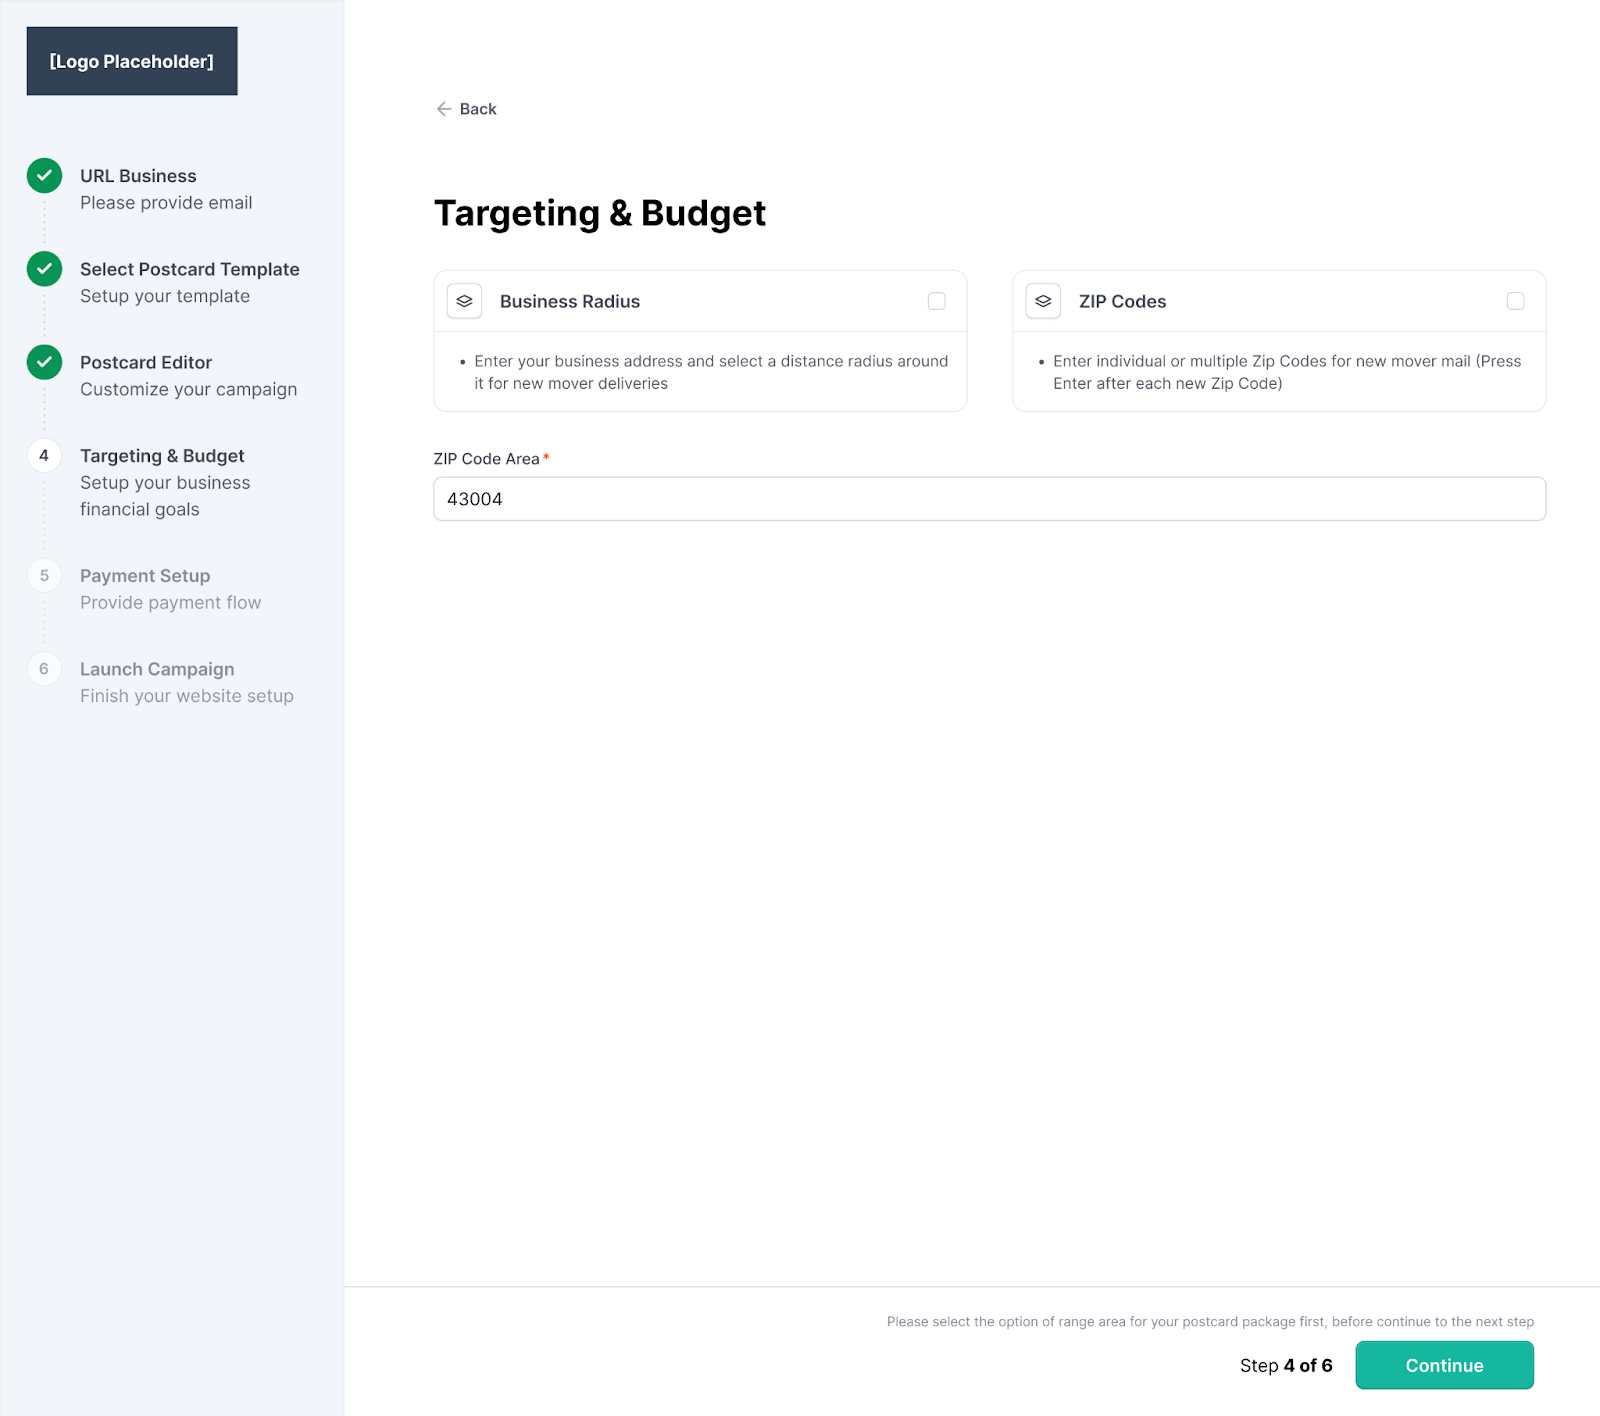 [Logo Placeholder]
URL Business
Please provide email
Select Postcard Template
Setup your template
Postcard Editor
Customize your campaign
4
Targeting & Budget
Setup your business
financial goals
5
Payment Setup
Provide payment flow
6
Launch Campaign
Finish your website setup
Back
Targeting & Budget
Business Radius
• Enter your business address and select a distance radius around
it for new mover deliveries
ZIP Codes
• Enter individual or multiple Zip Codes for new mover mail (Press
Enter after each new Zip Code)
ZIP Code Area*
43004
Please select the option of range area for your postcard package first, before continue to the next step
Step 4 of 6
Continue